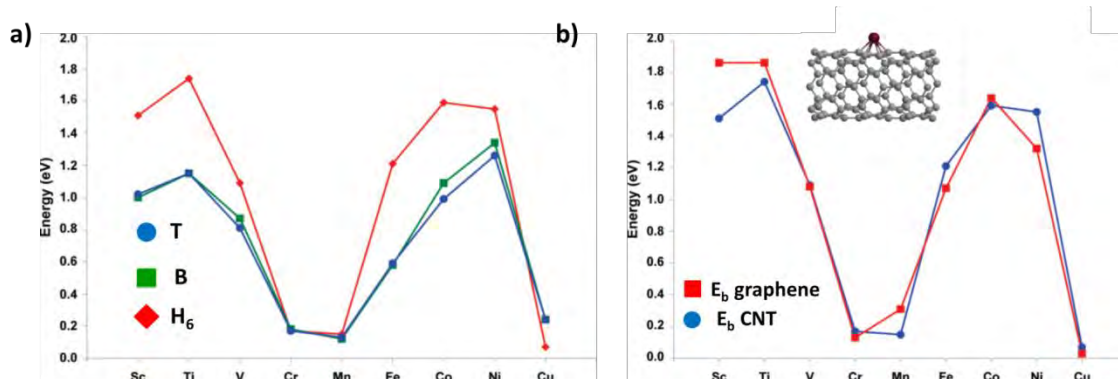 a)
2.0
1.8
1.6
1.4
1.2
1.0
0.8
0.6
0.4
0.2
0.0
Energy (eV)
T
B
H6
Sc Ti V Cr Mn Fe Co Ni Cu
b)
2.0
1.8
1.6
1.4
1.2
1.0
0.8
0.6
0.4
0.2
0.0
Energy (eV)
Eb graphene
Eb CNT
Sc Ti V Cr Mn Fe Co Ni Cu